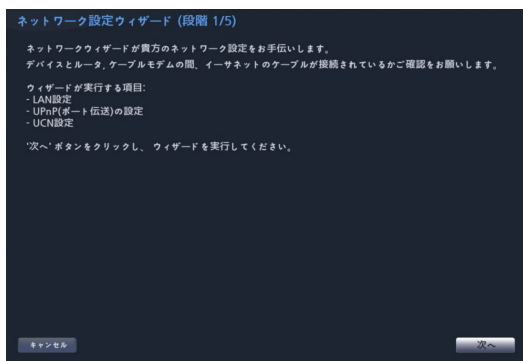 ネットワーク設定ウィザード (段階 1/5)
ネットワークウィザードが貴方のネットワーク設定をお手伝いします。
デバイスとルータ, ケーブルモデムの間、イーサネットのケーブルが接続されているかご確認をお願いします。
ウィザードが実行する項目:
- LAN設定
- UPnP(ポート伝送)の設定
- UCN設定
'次へ' ボタンをクリックし、ウィザードを実行してください。
キャンセル
次へ